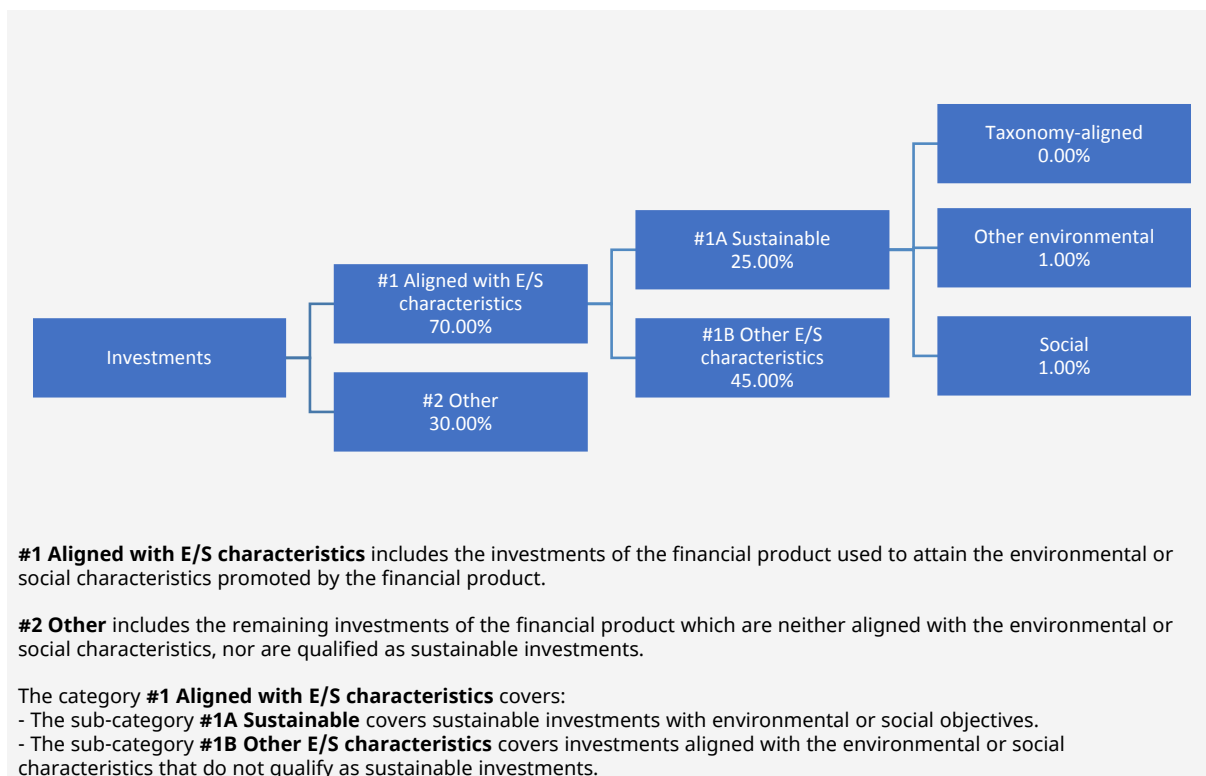 Investments
#1 Aligned with E/S
characteristics
70.00%
#2 Other
30.00%
#1A Sustainable
25.00%
#1B Other E/S
characteristics
45.00%
Taxonomy-aligned
0.00%
Other environmental
1.00%
Social
1.00%
#1 Aligned with E/S characteristics includes the investments of the financial product used to attain the environmental or
social characteristics promoted by the financial product.
#2 Other includes the remaining investments of the financial product which are neither aligned with the environmental or
social characteristics, nor are qualified as sustainable investments.
The category #1 Aligned with E/S characteristics covers:
- The sub-category #1A Sustainable covers sustainable investments with environmental or social objectives.
- The sub-category #1B Other E/S characteristics covers investments aligned with the environmental or social
characteristics that do not qualify as sustainable investments.